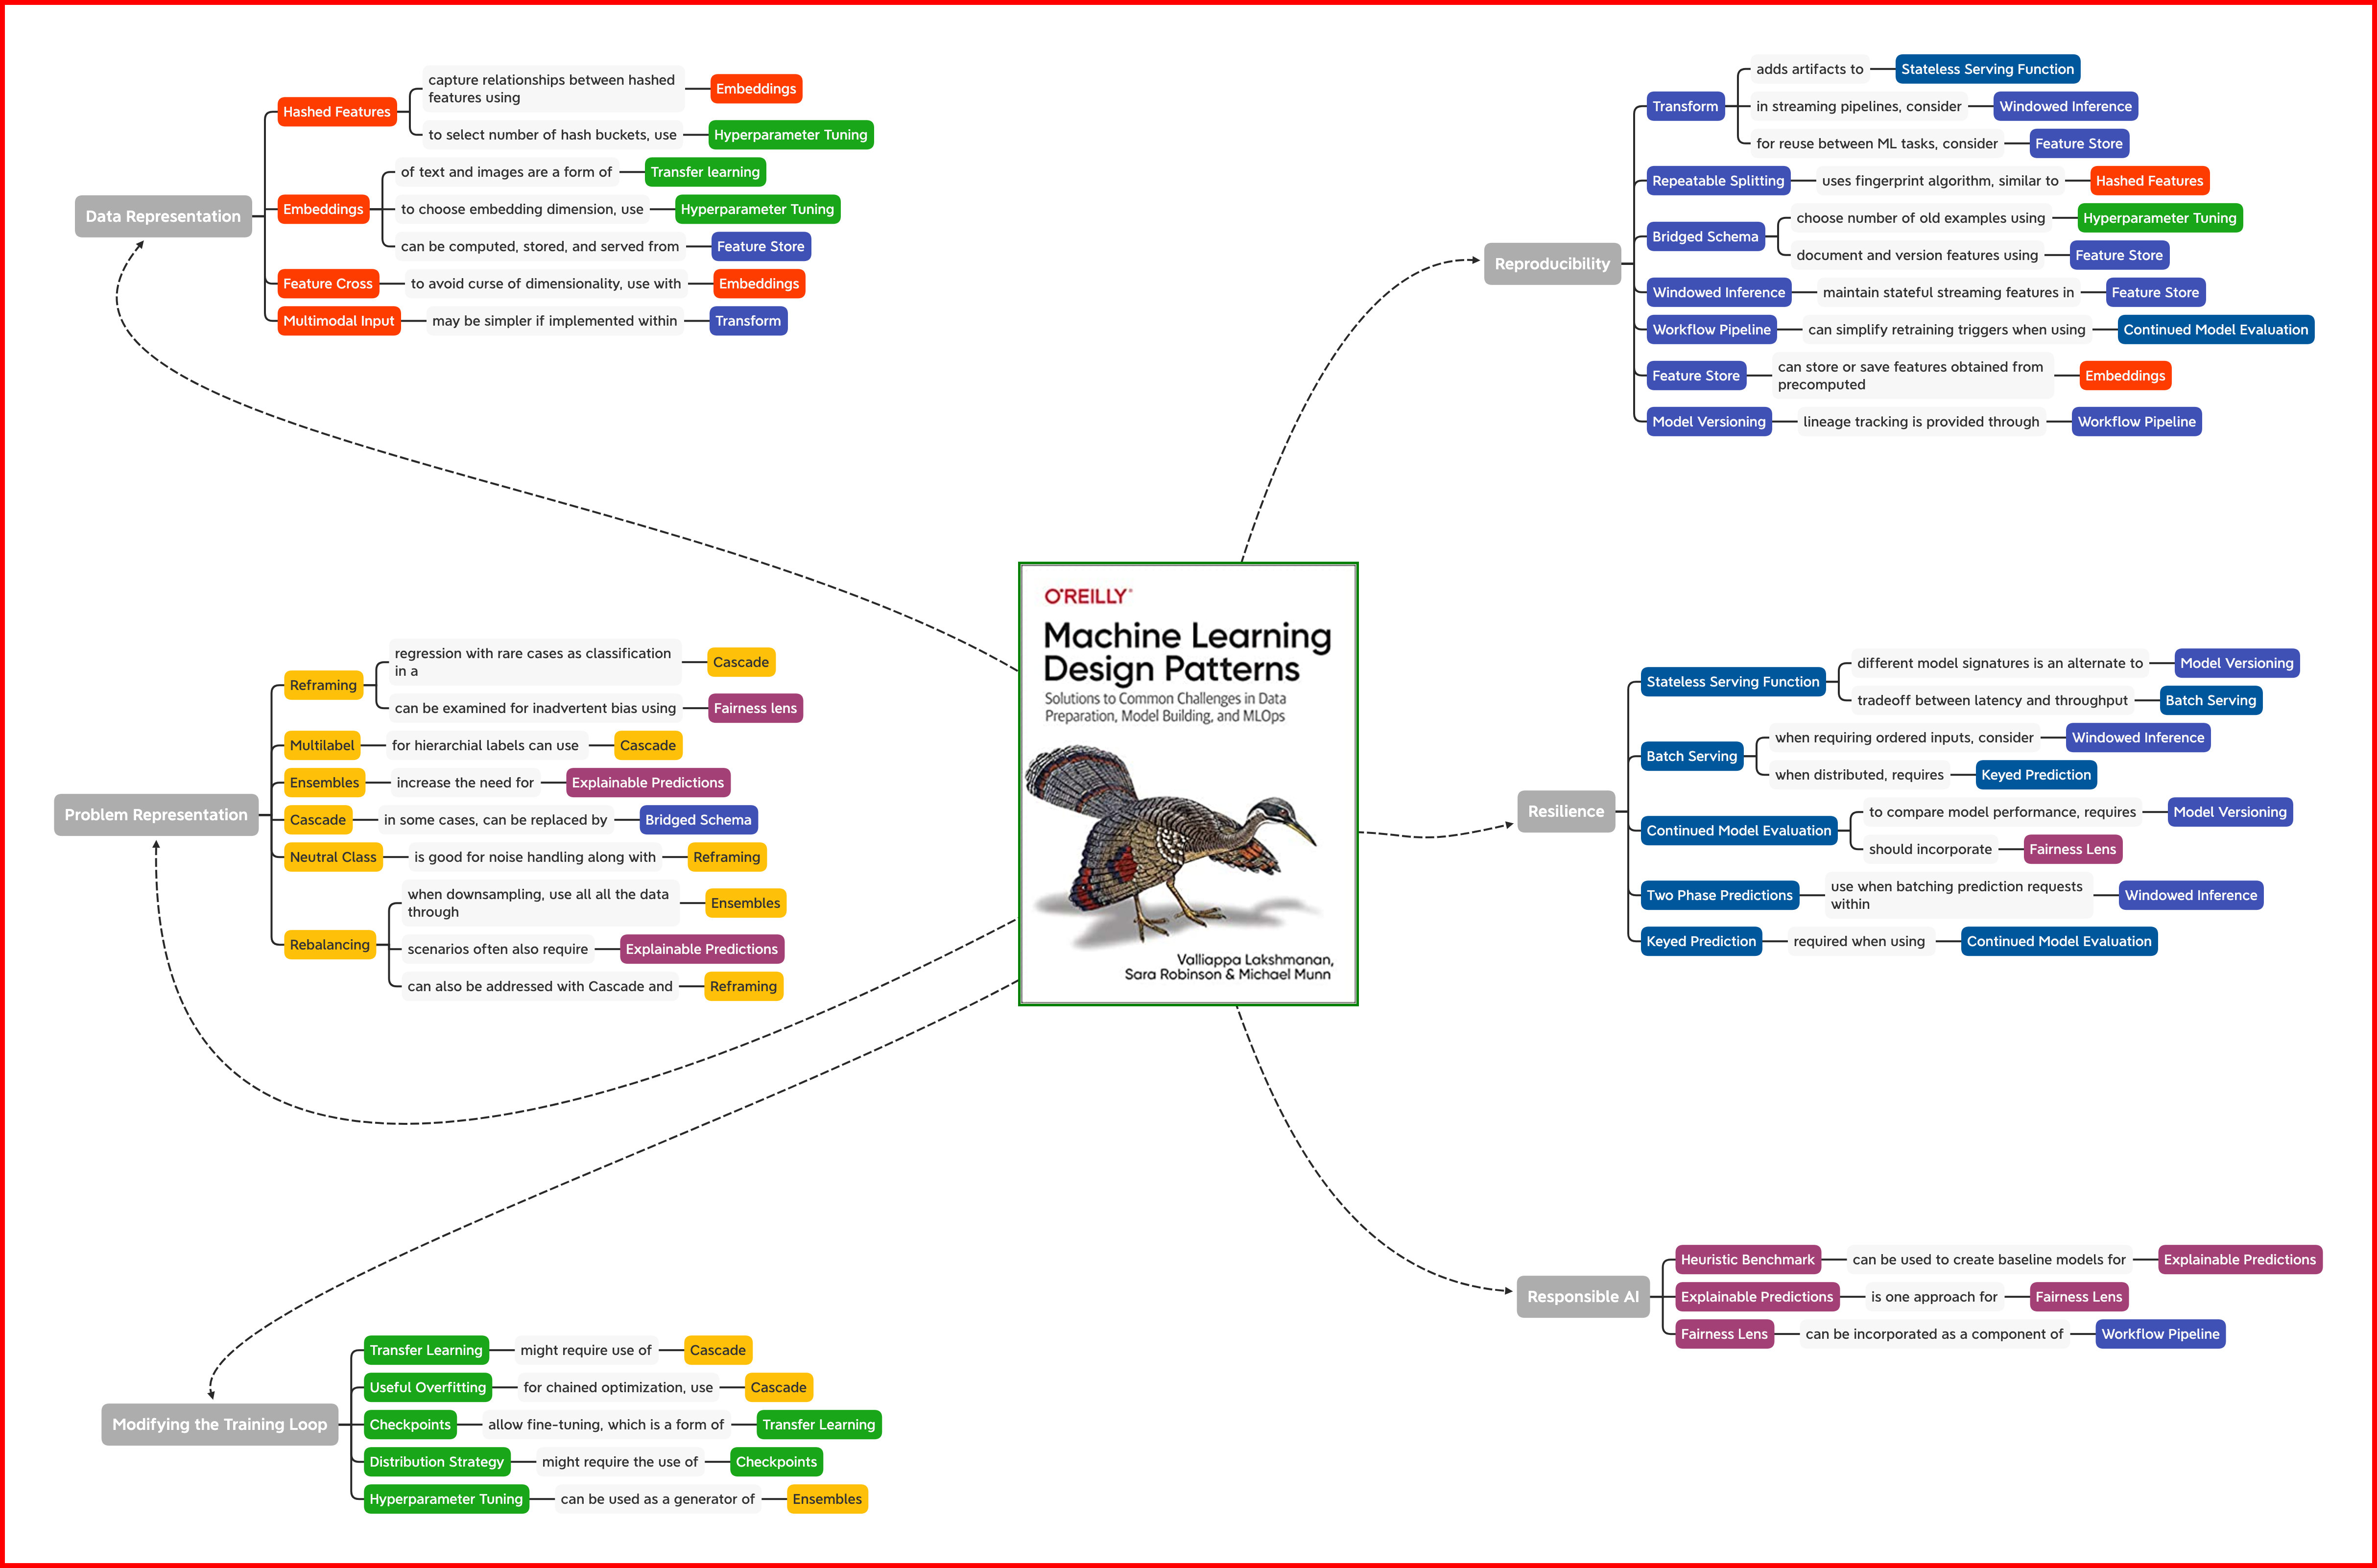 Data Representation
Hashed Features
capture relationships between hashed
features using
Embeddings
to select number of hash buckets, use
Hyperparameter Tuning
Embeddings
of text and images are a form of
Transfer learning
to choose embedding dimension, use
Hyperparameter Tuning
can be computed, stored, and served from
Feature Store
Feature Cross
to avoid curse of dimensionality, use with
Embeddings
Multimodal Input
may be simpler if implemented within
Transform
Problem Representation
Reframing
regression with rare cases as classification
in a
Cascade
can be examined for inadvertent bias using
Fairness lens
Multilabel
for hierarchial labels can use
Cascade
Ensembles
increase the need for
Explainable Predictions
Cascade
in some cases, can be replaced by
Bridged Schema
Neutral Class
is good for noise handling along with
Reframing
Rebalancing
when downsampling, use all all the data
through
Ensembles
scenarios often also require
Explainable Predictions
can also be addressed with Cascade and
Reframing
Modifying the Training Loop
Transfer Learning
might require use of
Cascade
Useful Overfitting
for chained optimization, use
Cascade
Checkpoints
allow fine-tuning, which is a form of
Transfer Learning
Distribution Strategy
might require the use of
Checkpoints
Hyperparameter Tuning
can be used as a generator of
Ensembles
O'REILLY®
Machine Learning
Design Patterns
Solutions to Common Challenges in Data
Preparation, Model Building, and MLOps
Valliappa Lakshmanan,
Sara Robinson & Michael Munn
Reproducibility
Transform
adds artifacts to
Stateless Serving Function
in streaming pipelines, consider
Windowed Inference
for reuse between ML tasks, consider
Feature Store
Repeatable Splitting
uses fingerprint algorithm, similar to
Hashed Features
Bridged Schema
choose number of old examples using
Hyperparameter Tuning
document and version features using
Feature Store
Windowed Inference
maintain stateful streaming features in
Feature Store
Workflow Pipeline
can simplify retraining triggers when using
Continued Model Evaluation
Feature Store
can store or save features obtained from
precomputed
Embeddings
Model Versioning
lineage tracking is provided through
Workflow Pipeline
Resilience
Stateless Serving Function
different model signatures is an alternate to
Model Versioning
tradeoff between latency and throughput
Batch Serving
Batch Serving
when requiring ordered inputs, consider
Windowed Inference
when distributed, requires
Keyed Prediction
Continued Model Evaluation
to compare model performance, requires
Model Versioning
should incorporate
Fairness Lens
Two Phase Predictions
use when batching prediction requests
within
Windowed Inference
Keyed Prediction
required when using
Continued Model Evaluation
Responsible AI
Heuristic Benchmark
can be used to create baseline models for
Explainable Predictions
Explainable Predictions
is one approach for
Fairness Lens
Fairness Lens
can be incorporated as a component of
Workflow Pipeline